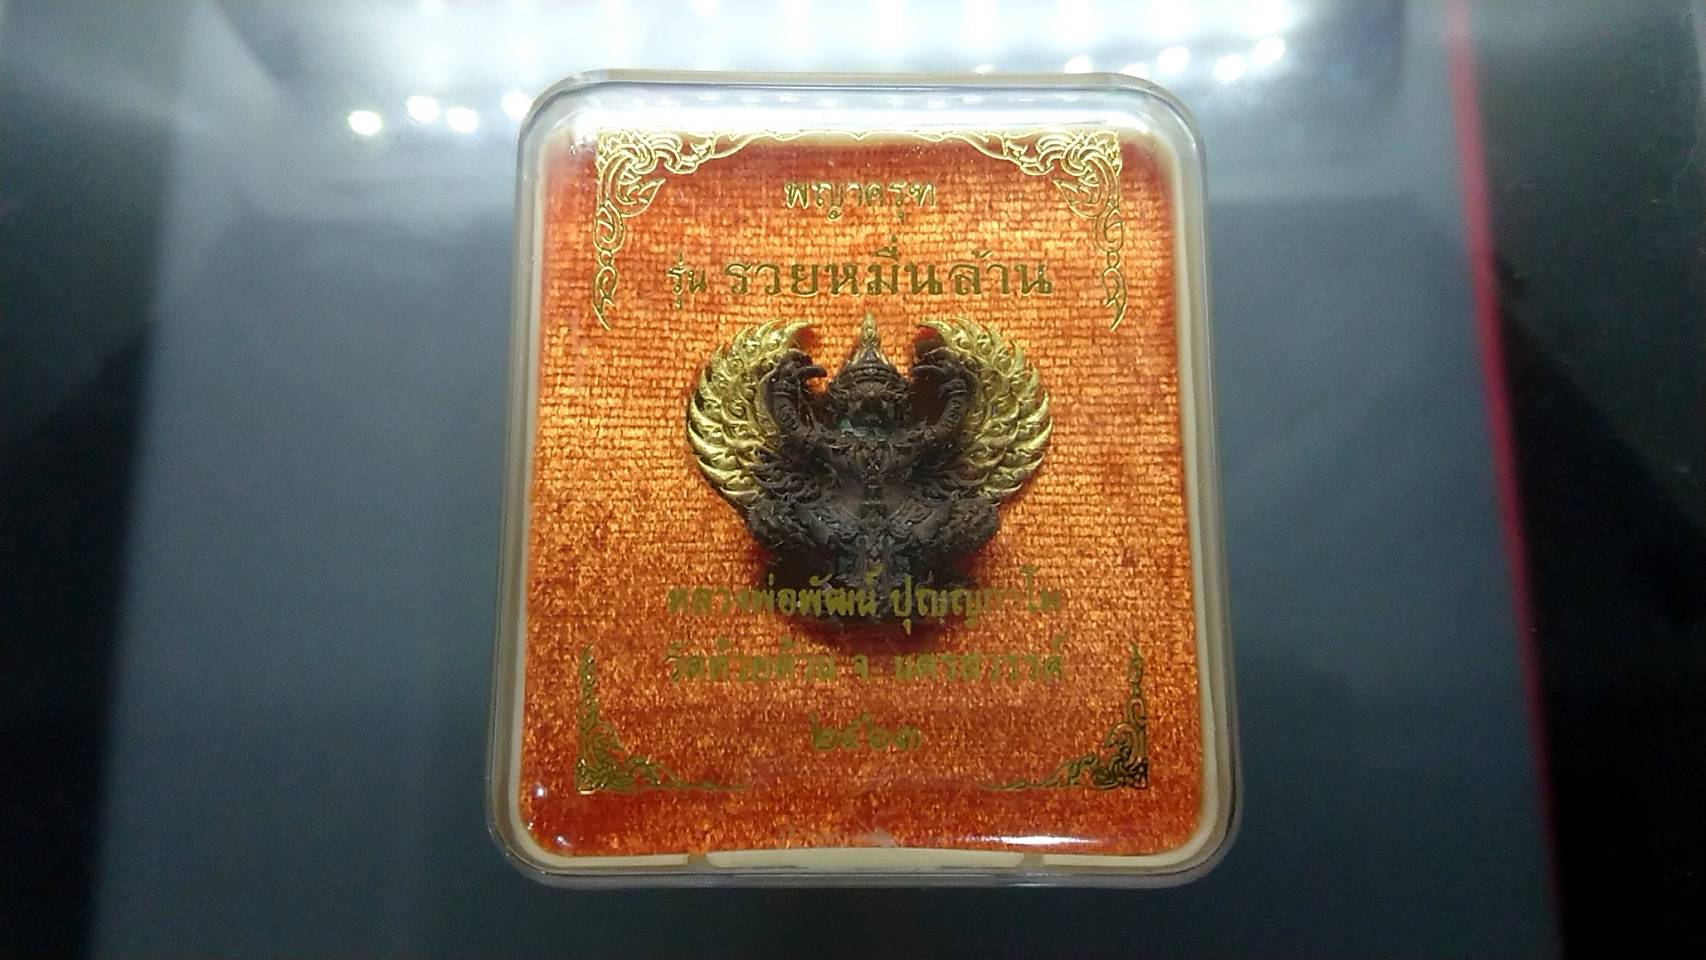 พญาครุฑ
รุ่น รวยหมื่นล้าน
หลวงพ่อพัฒน์ ปุญญกาโม
วัดห้วยด้วน จ. นครสวรรค์
๒๕๖๓